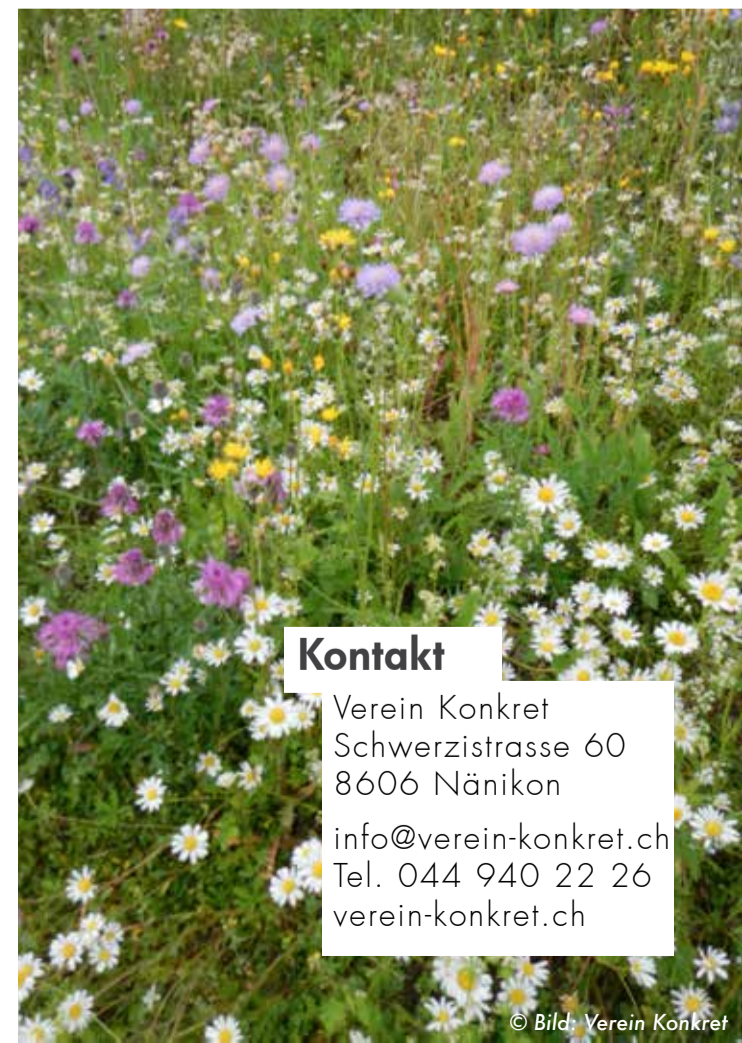 Kontakt
Verein Konkret
Schwerzistrasse 60
8606 Nänikon
info@verein-konkret.ch
Tel. 044 940 22 26
verein-konkret.ch
© Bild: Verein Konkret